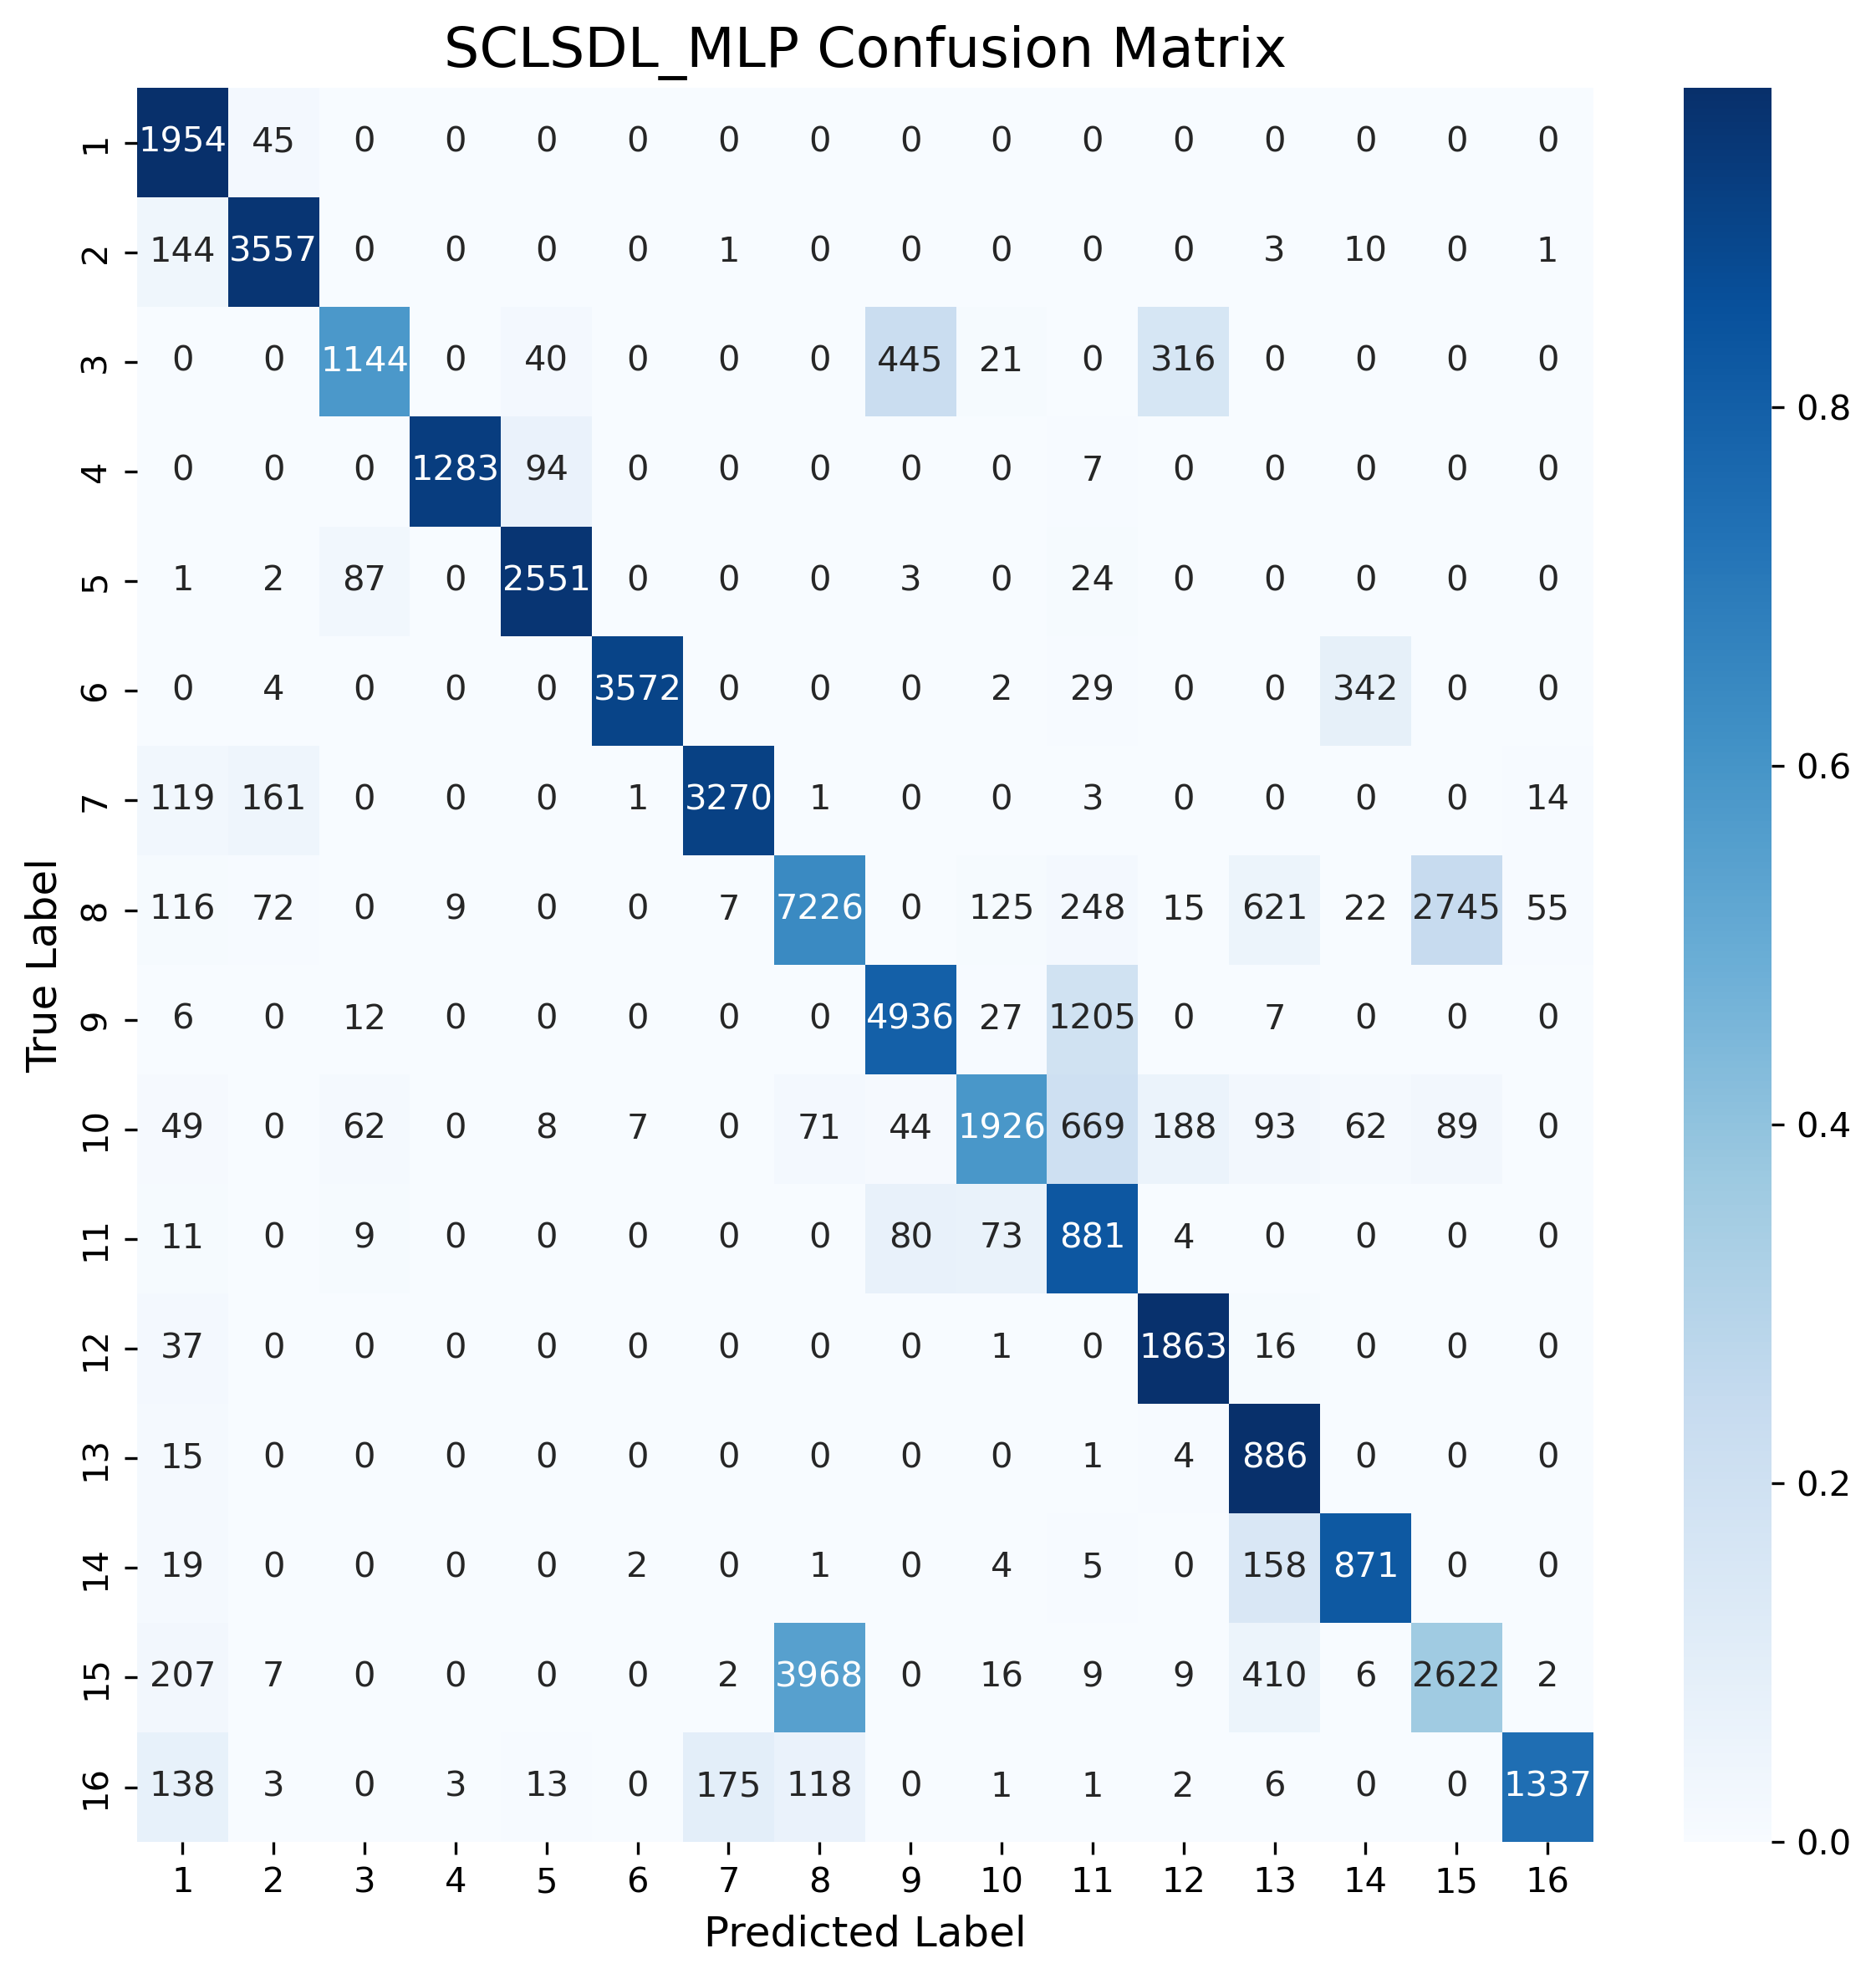 SCLSDL_MLP Confusion Matrix
1 1954 45 0 0 0 0 0 0 0 0 0 0 0 0 0 0
2 144 3557 0 0 0 0 1 0 0 0 0 0 3 10 0 1
3 0 0 1144 0 40 0 0 0 445 21 0 316 0 0 0 0
4 0 0 0 1283 94 0 0 0 0 0 7 0 0 0 0 0
5 1 2 87 0 2551 0 0 0 3 0 24 0 0 0 0 0
6 0 4 0 0 0 3572 0 0 0 2 29 0 0 342 0 0
7 119 161 0 0 0 1 3270 1 0 0 3 0 0 0 0 14
8 116 72 0 9 0 0 7 7226 0 125 248 15 621 22 2745 55
9 6 0 12 0 0 0 0 0 4936 27 1205 0 7 0 0 0
10 49 0 62 0 8 7 0 71 44 1926 669 188 93 62 89 0
11 11 0 9 0 0 0 0 0 80 73 881 4 0 0 0 0
12 37 0 0 0 0 0 0 0 0 1 0 1863 16 0 0 0
13 15 0 0 0 0 0 0 0 0 0 1 4 886 0 0 0
14 19 0 0 0 0 2 0 1 0 4 5 0 158 871 0 0
15 207 7 0 0 0 0 2 3968 0 16 9 9 410 6 2622 2
16 138 3 0 3 13 0 175 118 0 1 1 2 6 0 0 1337
1 2 3 4 5 6 7 8 9 10 11 12 13 14 15 16
Predicted Label
True Label
0.8
0.6
0.4
0.2
0.0